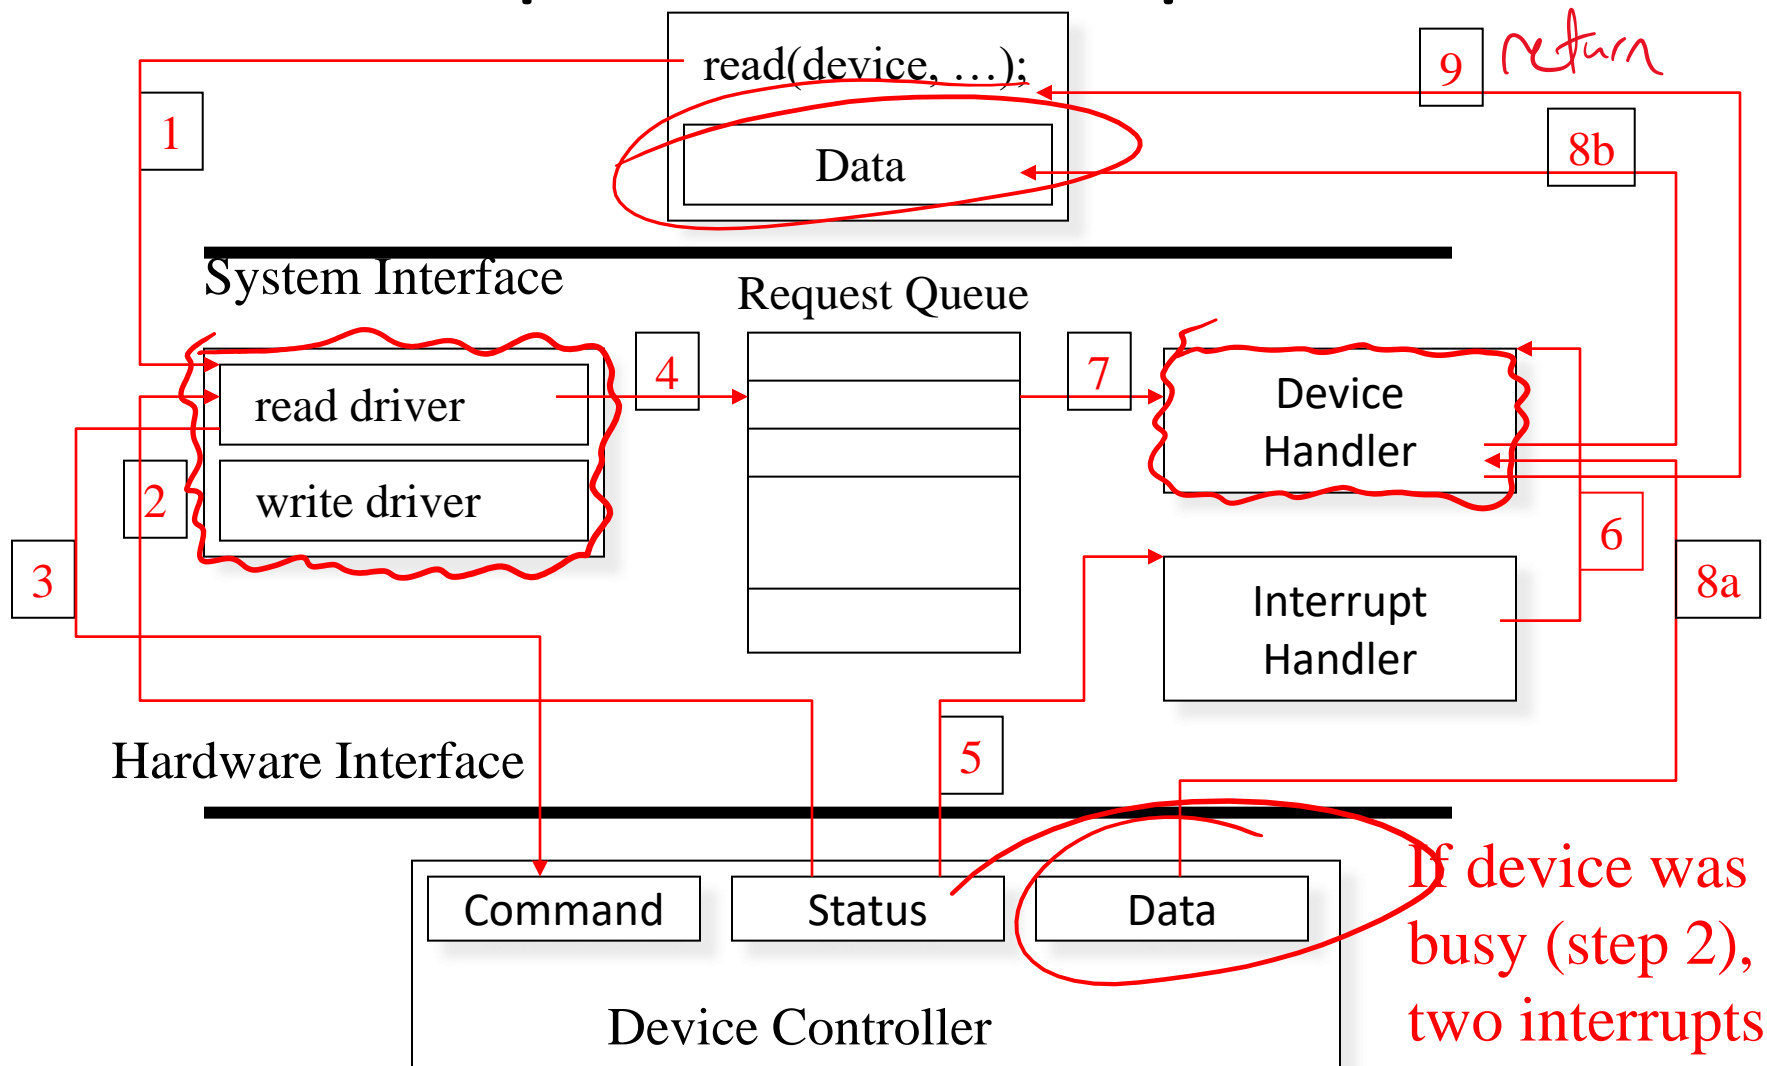 read(device, …);
9
return
1
Data
8b
System Interface
Request Queue
read driver
4
7
Device
Handler
2
write driver
3
6
8a
Interrupt
Handler
Hardware Interface
5
Command
Status
Data
If device was
busy (step 2),
two interrupts
Device Controller